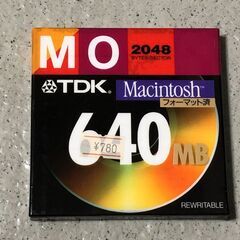 MO
2048
BYTES/SECTOR
TDK
Macintosh
フォーマット済
640MB
¥780
REWRITABLE